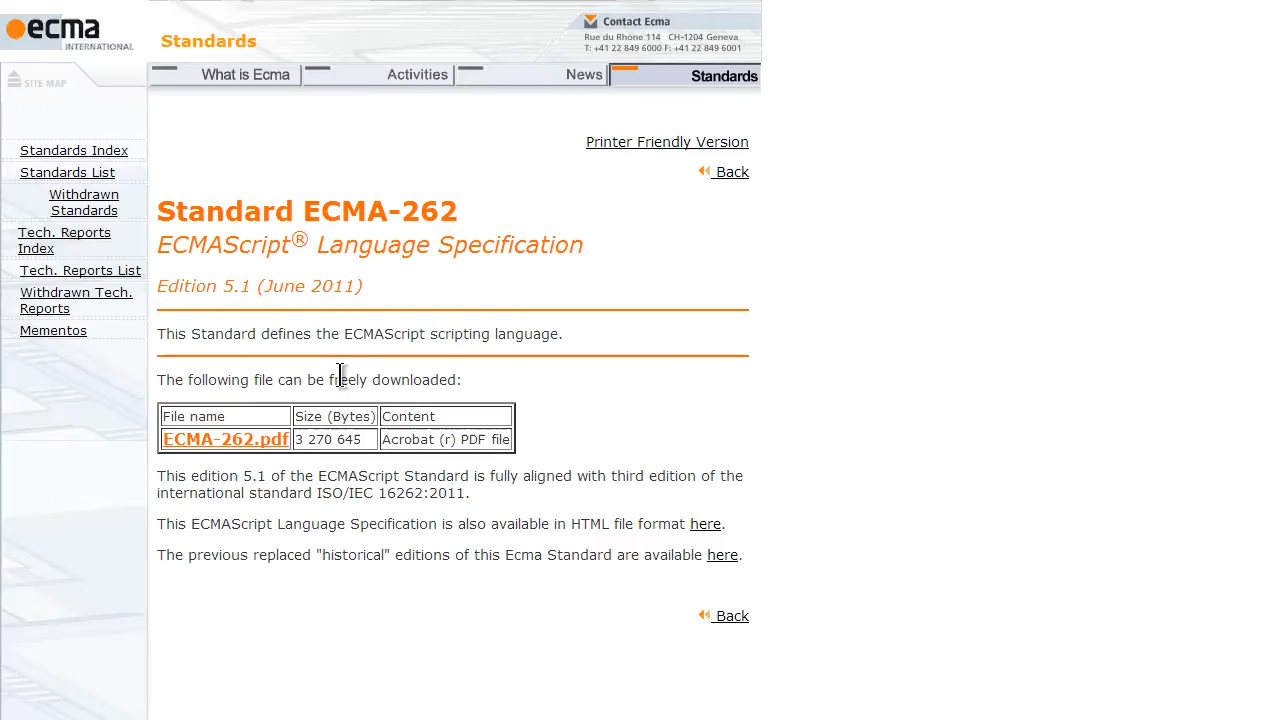 ecma
INTERNATIONAL
Standards
Contact Ecma
Rue du Rhône 114 CH-1204 Geneva
T: +41 22 849 6000 F: +41 22 849 6001
SITE MAP
What is Ecma
Activities
News
Standards
Standards Index
Standards List
Withdrawn
Standards
Tech. Reports
Index
Tech. Reports List
Withdrawn Tech.
Reports
Mementos
Printer Friendly Version
Back
Standard ECMA-262
ECMAScript® Language Specification
Edition 5.1 (June 2011)
This Standard defines the ECMAScript scripting language.
The following file can be freely downloaded:
File name Size (Bytes) Content
ECMA-262.pdf 3 270 645 Acrobat (r) PDF file
This edition 5.1 of the ECMAScript Standard is fully aligned with third edition of the
international standard ISO/IEC 16262:2011.
This ECMAScript Language Specification is also available in HTML file format here.
The previous replaced "historical" editions of this Ecma Standard are available here.
Back